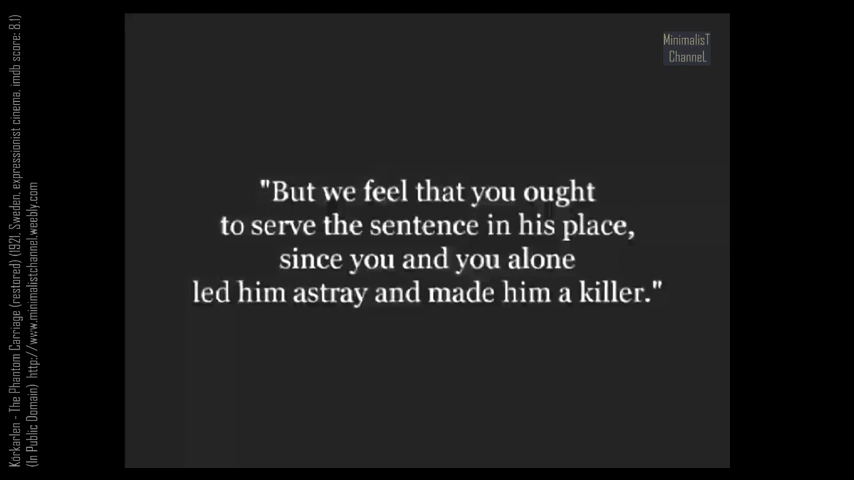 MinimalisT
ChanneL
"But we feel that you ought
to serve the sentence in his place,
since you and you alone
led him astray and made him a killer."
Körkarlen - The Phantom Carriage (restored) (1921, Sweden, expressionist cinema, imdb score: 8.1)
(In Public Domain) http://www.minimalistchannel.weebly.com